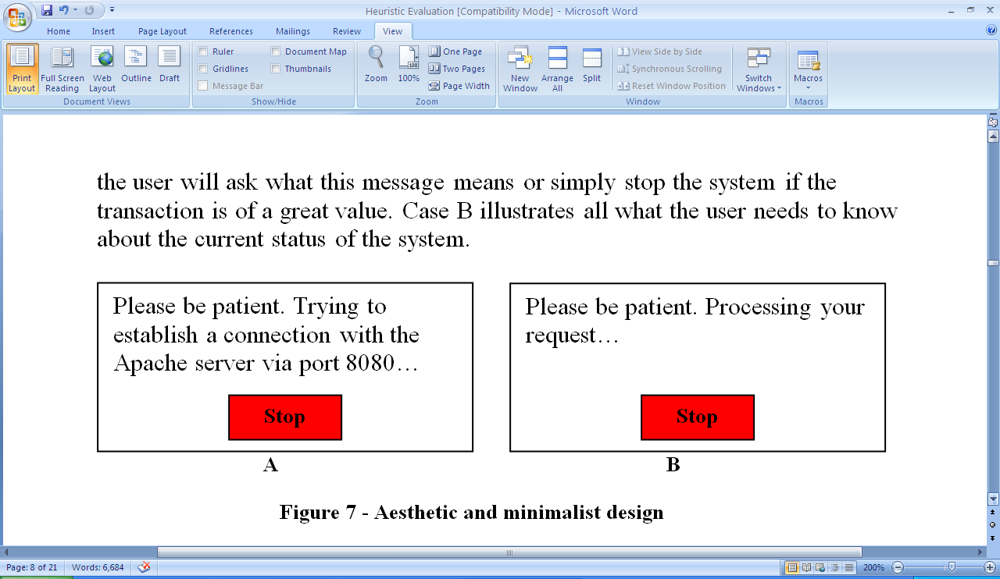 Heuristic Evaluation [Compatibility Mode] - Microsoft Word
Home Insert Page Layout References Mailings Review View
Print Layout
Full Screen Reading
Web Layout
Outline
Draft
Document Views
Ruler
Gridlines
Message Bar
Document Map
Thumbnails
Show/Hide
Zoom
100
100%
One Page
Two Pages
Page Width
Zoom
New Window
Arrange All
Split
View Side by Side
Synchronous Scrolling
Reset Window Position
Switch Windows
Window
Macros
Macros
the user will ask what this message means or simply stop the system if the
transaction is of a great value. Case B illustrates all what the user needs to know
about the current status of the system.
Please be patient. Trying to
establish a connection with the
Apache server via port 8080…
Stop
A
Please be patient. Processing your
request…
Stop
B
Figure 7 - Aesthetic and minimalist design
Page: 8 of 21 Words: 6,684 200%